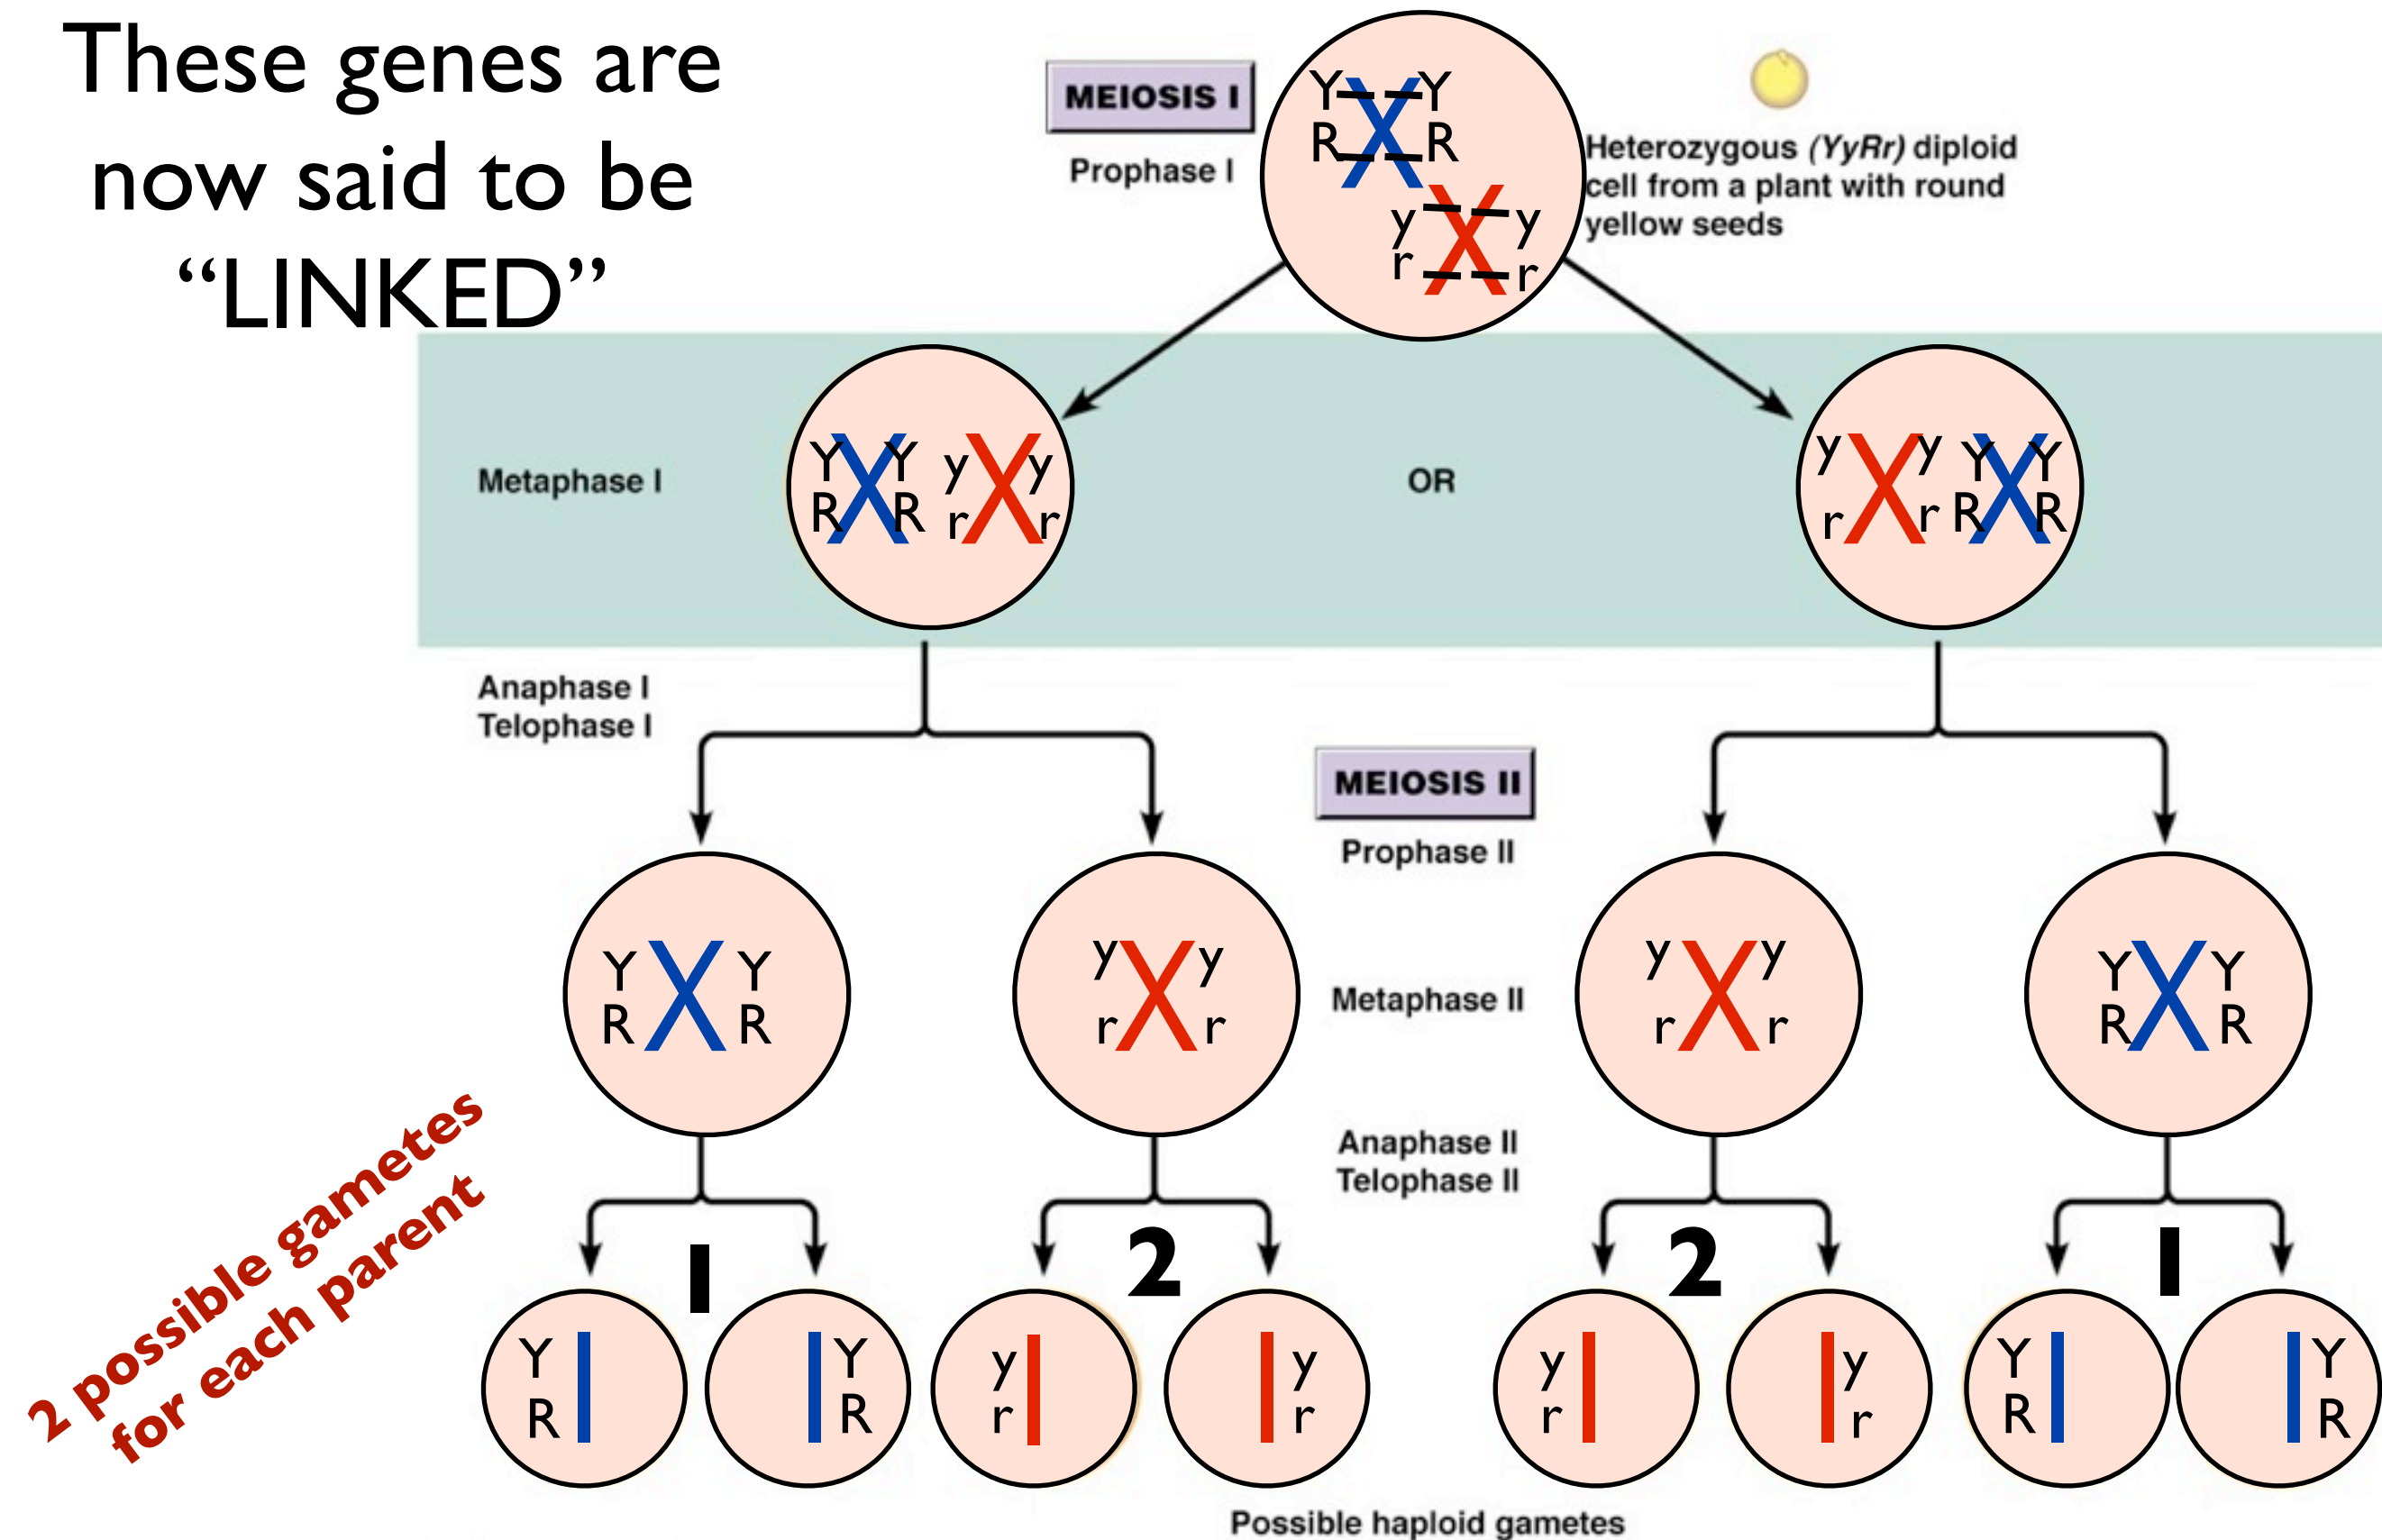 These genes are
now said to be
“LINKED”
MEIOSIS I
Prophase I
Y Y
R R
y y
r r
Heterozygous (YyRr) diploid
cell from a plant with round
yellow seeds
Metaphase I
Y Y y y
R R r r
OR
y y Y Y
r r R R
Anaphase I
Telophase I
MEIOSIS II
Prophase II
Y Y
R R
y y
r r
Metaphase II
y y
r r
Y Y
R R
Anaphase II
Telophase II
2 possible gametes
for each parent
1 2 2 1
Y Y y y y y Y Y
R R r r r r R R
Possible haploid gametes